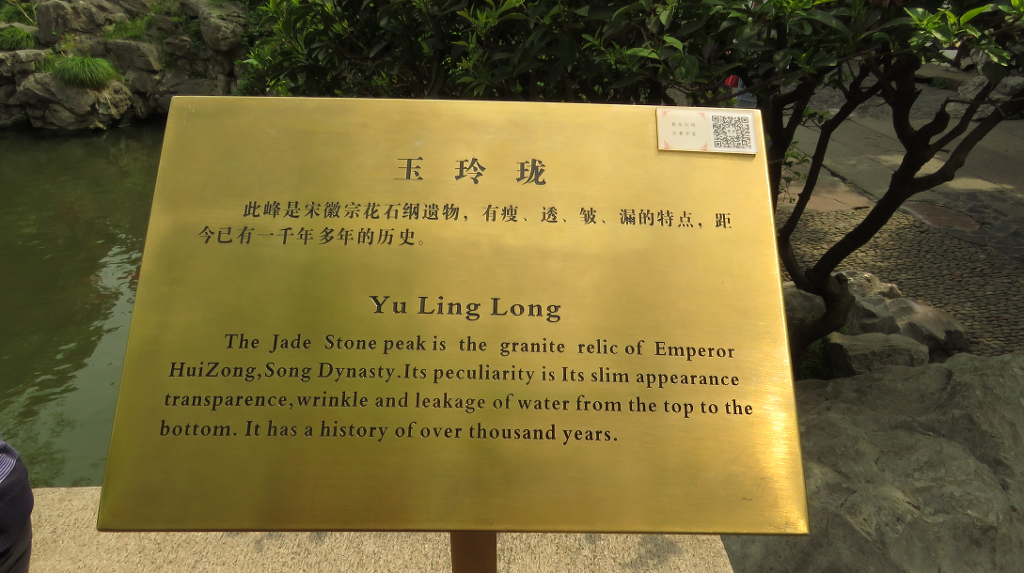 玉玲珑
此峰是宋徽宗花石纲遗物，有瘦、透、皱、漏的特点，距
今已有一千年多年的历史。
Yu Ling Long
The Jade Stone peak is the granite relic of Emperor
HuiZong,Song Dynasty.Its peculiarity is Its slim appearance
transparence,wrinkle and leakage of water from the top to the
bottom. It has a history of over thousand years.